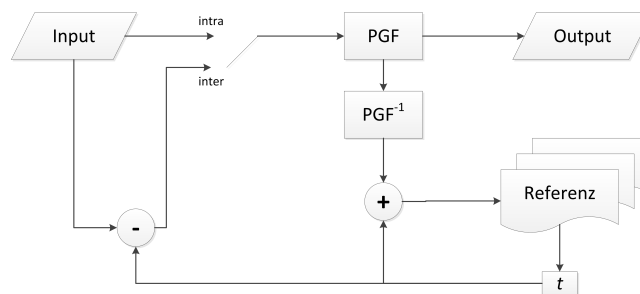 Input
intra
inter
PGF
Output
PGF⁻¹
+
Referenz
-
t